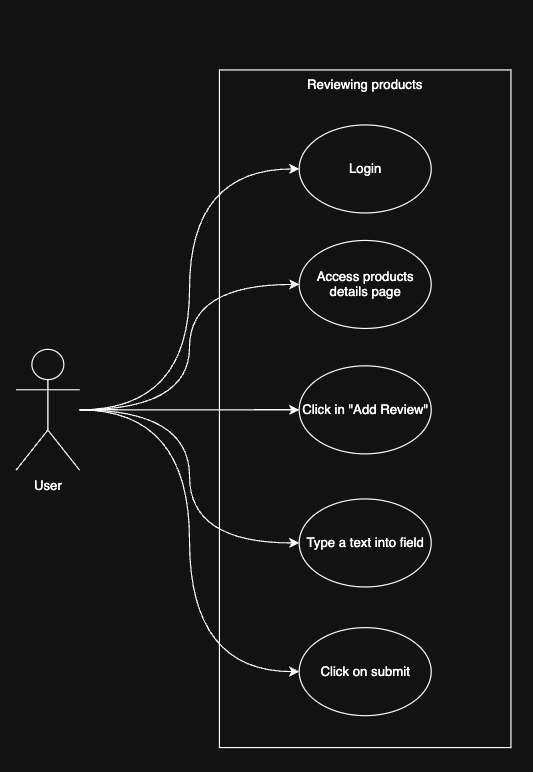 Reviewing products
Login
Access products
details page
Click in "Add Review"
User
Type a text into field
Click on submit